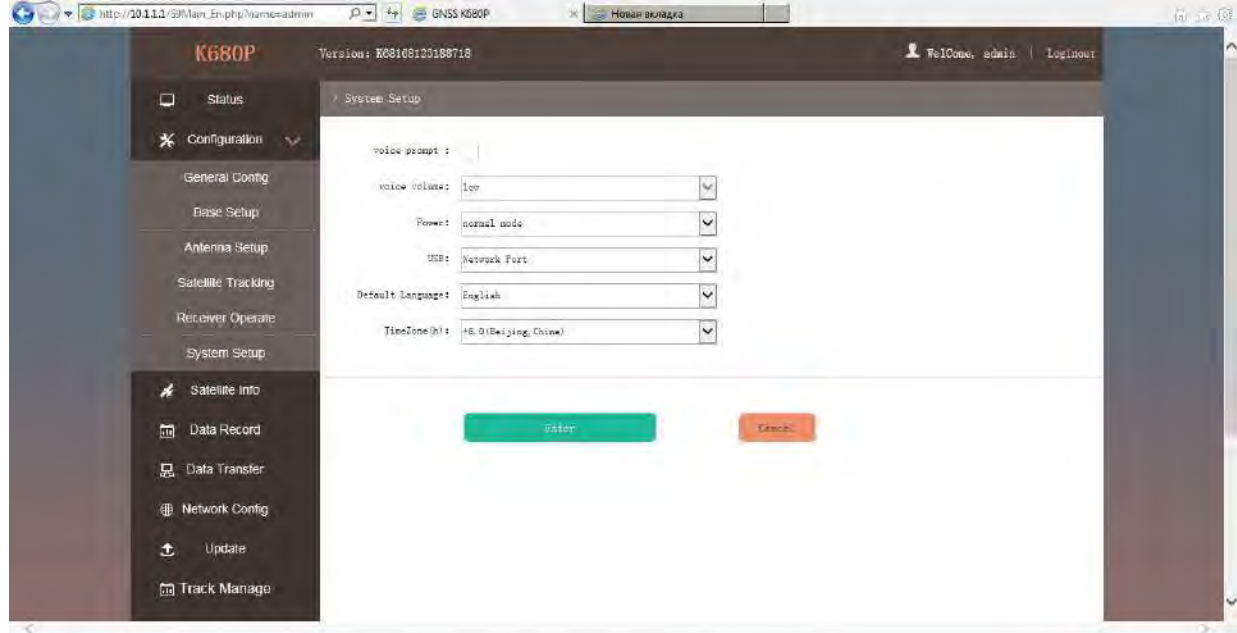 http://10.1.1.1/S9Main_En.php?name=admin
GNSS K680P
Новая вкладка
K680P
Version: K68168123188718
WelCome, admin | Loginout
Status
> System Setup
Configuration
voice prompt :
General Config
voice volume: low
Base Setup
Power: normal mode
Antenna Setup
USB: Network Port
Satellite Tracking
Default Language: English
Receiver Operate
TimeZone(h): +8.0(Beijing,China)
System Setup
Satellite Info
Data Record
Enter
Cancel
Data Transfer
Network Config
Update
Track Manage